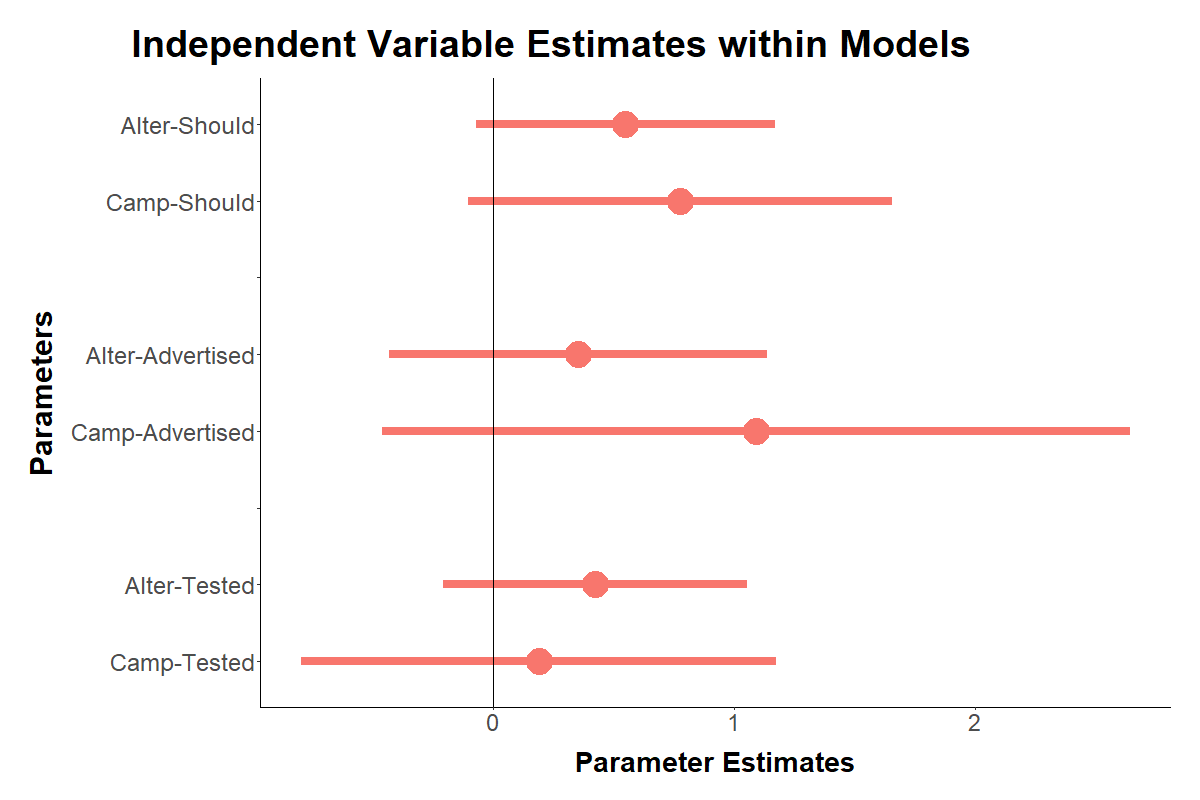 Independent Variable Estimates within Models
Alter-Should
Camp-Should
Alter-Advertised
Camp-Advertised
Alter-Tested
Camp-Tested
Parameters
0 1 2
Parameter Estimates